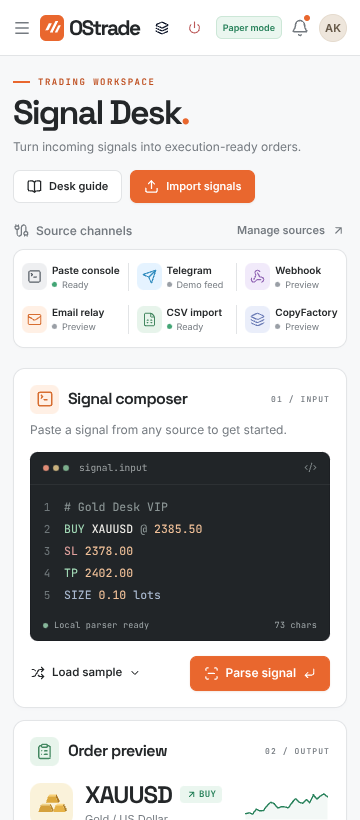 OStrade
Paper mode
AK
TRADING WORKSPACE
Signal Desk.
Turn incoming signals into execution-ready orders.
Desk guide
Import signals
Source channels
Manage sources
Paste console
Ready
Telegram
Demo feed
Webhook
Preview
Email relay
Preview
CSV import
Ready
CopyFactory
Preview
Signal composer
01 / INPUT
Paste a signal from any source to get started.
signal.input
</>
1 # Gold Desk VIP
2 BUY XAUUSD @ 2385.50
3 SL 2378.00
4 TP 2402.00
5 SIZE 0.10 lots
Local parser ready
73 chars
Load sample
Parse signal
Order preview
02 / OUTPUT
XAUUSD
BUY
Gold / US Dollar